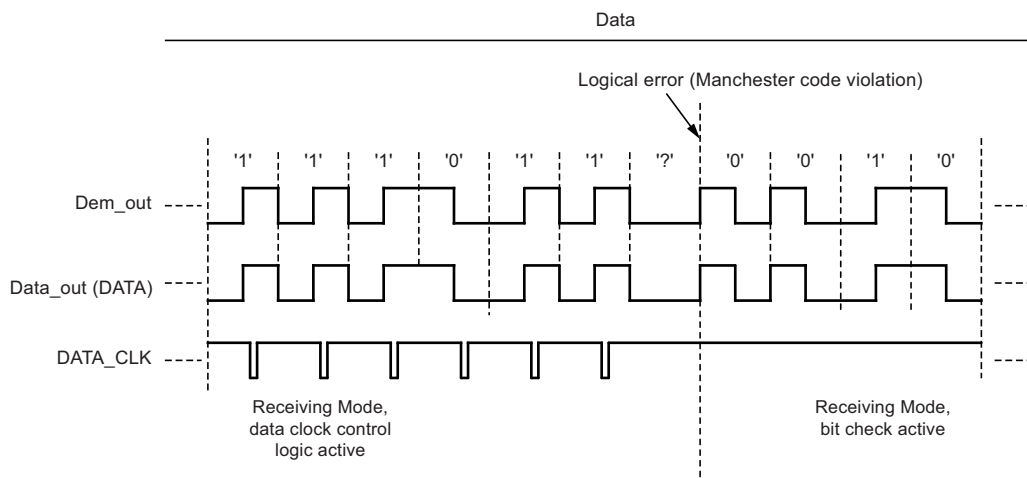 Data
Logical error (Manchester code violation)
'1' '1' '1' '0' '1' '1' '?' '0' '0' '1' '0'
Dem_out
Data_out (DATA)
DATA_CLK
Receiving Mode,
data clock control
logic active
Receiving Mode,
bit check active